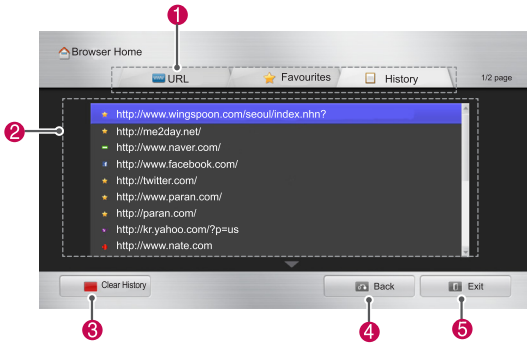 1
Browser Home
URL
Favourites
History
1/2 page
2
http://www.wingspoon.com/seoul/index.nhn?
http://me2day.net/
http://www.naver.com/
http://www.facebook.com/
http://twitter.com/
http://www.paran.com/
http://paran.com/
http://kr.yahoo.com/?p=us
http://www.nate.com
Clear History
Back
Exit
3
4
5